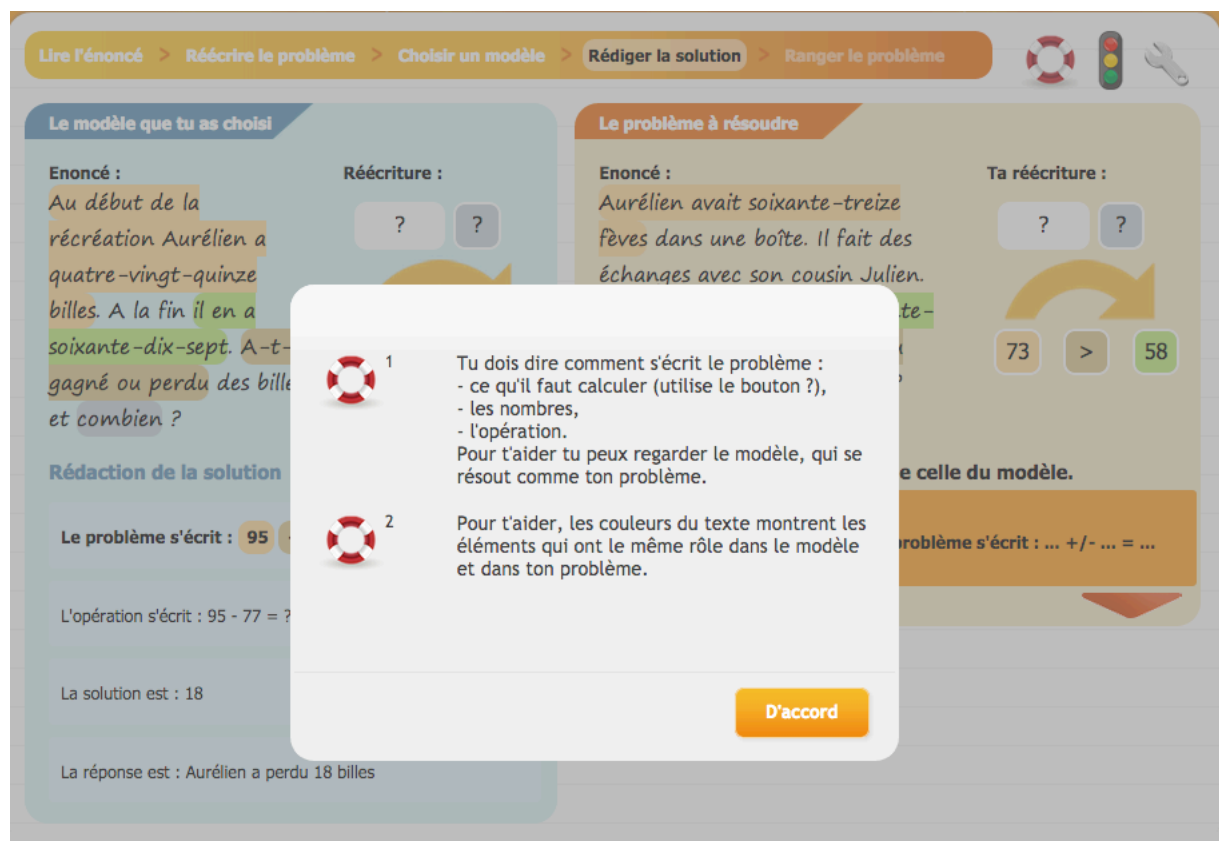 Lire l'énoncé > Réécrire le problème > Choisir un modèle > Rédiger la solution > Ranger le problème
Le modèle que tu as choisi
Enoncé :
Réécriture :
Au début de la
récréation Aurélien a
quatre-vingt-quinze
billes. A la fin il en a
soixante-dix-sept. A-t-
gagné ou perdu des bille
et combien ?
? ?
Rédaction de la solution
Le problème s'écrit : 95
L'opération s'écrit : 95 - 77 = ?
La solution est : 18
La réponse est : Aurélien a perdu 18 billes
Le problème à résoudre
Enoncé :
Ta réécriture :
Aurélien avait soixante-treize
fèves dans une boîte. Il fait des
échanges avec son cousin Julien.
te-
?
? ?
73 > 58
e celle du modèle.
problème s'écrit : ... +/- ... = ...
1
Tu dois dire comment s'écrit le problème :
- ce qu'il faut calculer (utilise le bouton ?),
- les nombres,
- l'opération.
Pour t'aider tu peux regarder le modèle, qui se
résout comme ton problème.
2
Pour t'aider, les couleurs du texte montrent les
éléments qui ont le même rôle dans le modèle
et dans ton problème.
D'accord